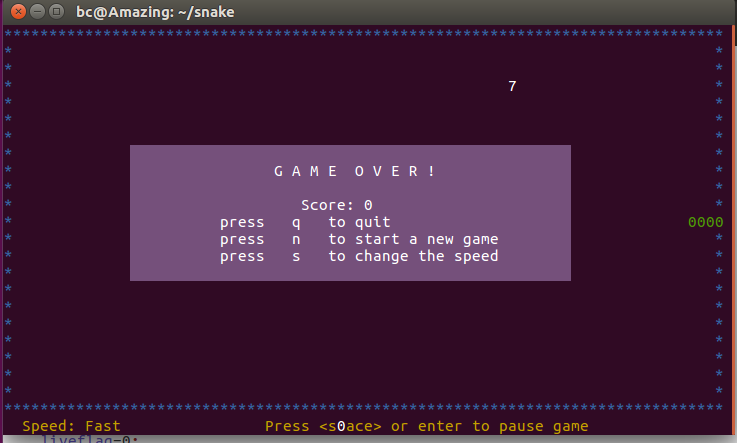 bc@Amazing: ~/snake
********************************************************************************
* *
* *
* 7 *
* *
* *
* *
* *
* G A M E  O V E R ! *
* *
* Score: 0 *
* press q to quit 0000
* press n to start a new game *
* press s to change the speed *
* *
* *
* *
* *
* *
* *
* *
* *
********************************************************************************
Speed: Fast Press <s0ace> or enter to pause game
liveflag=0;